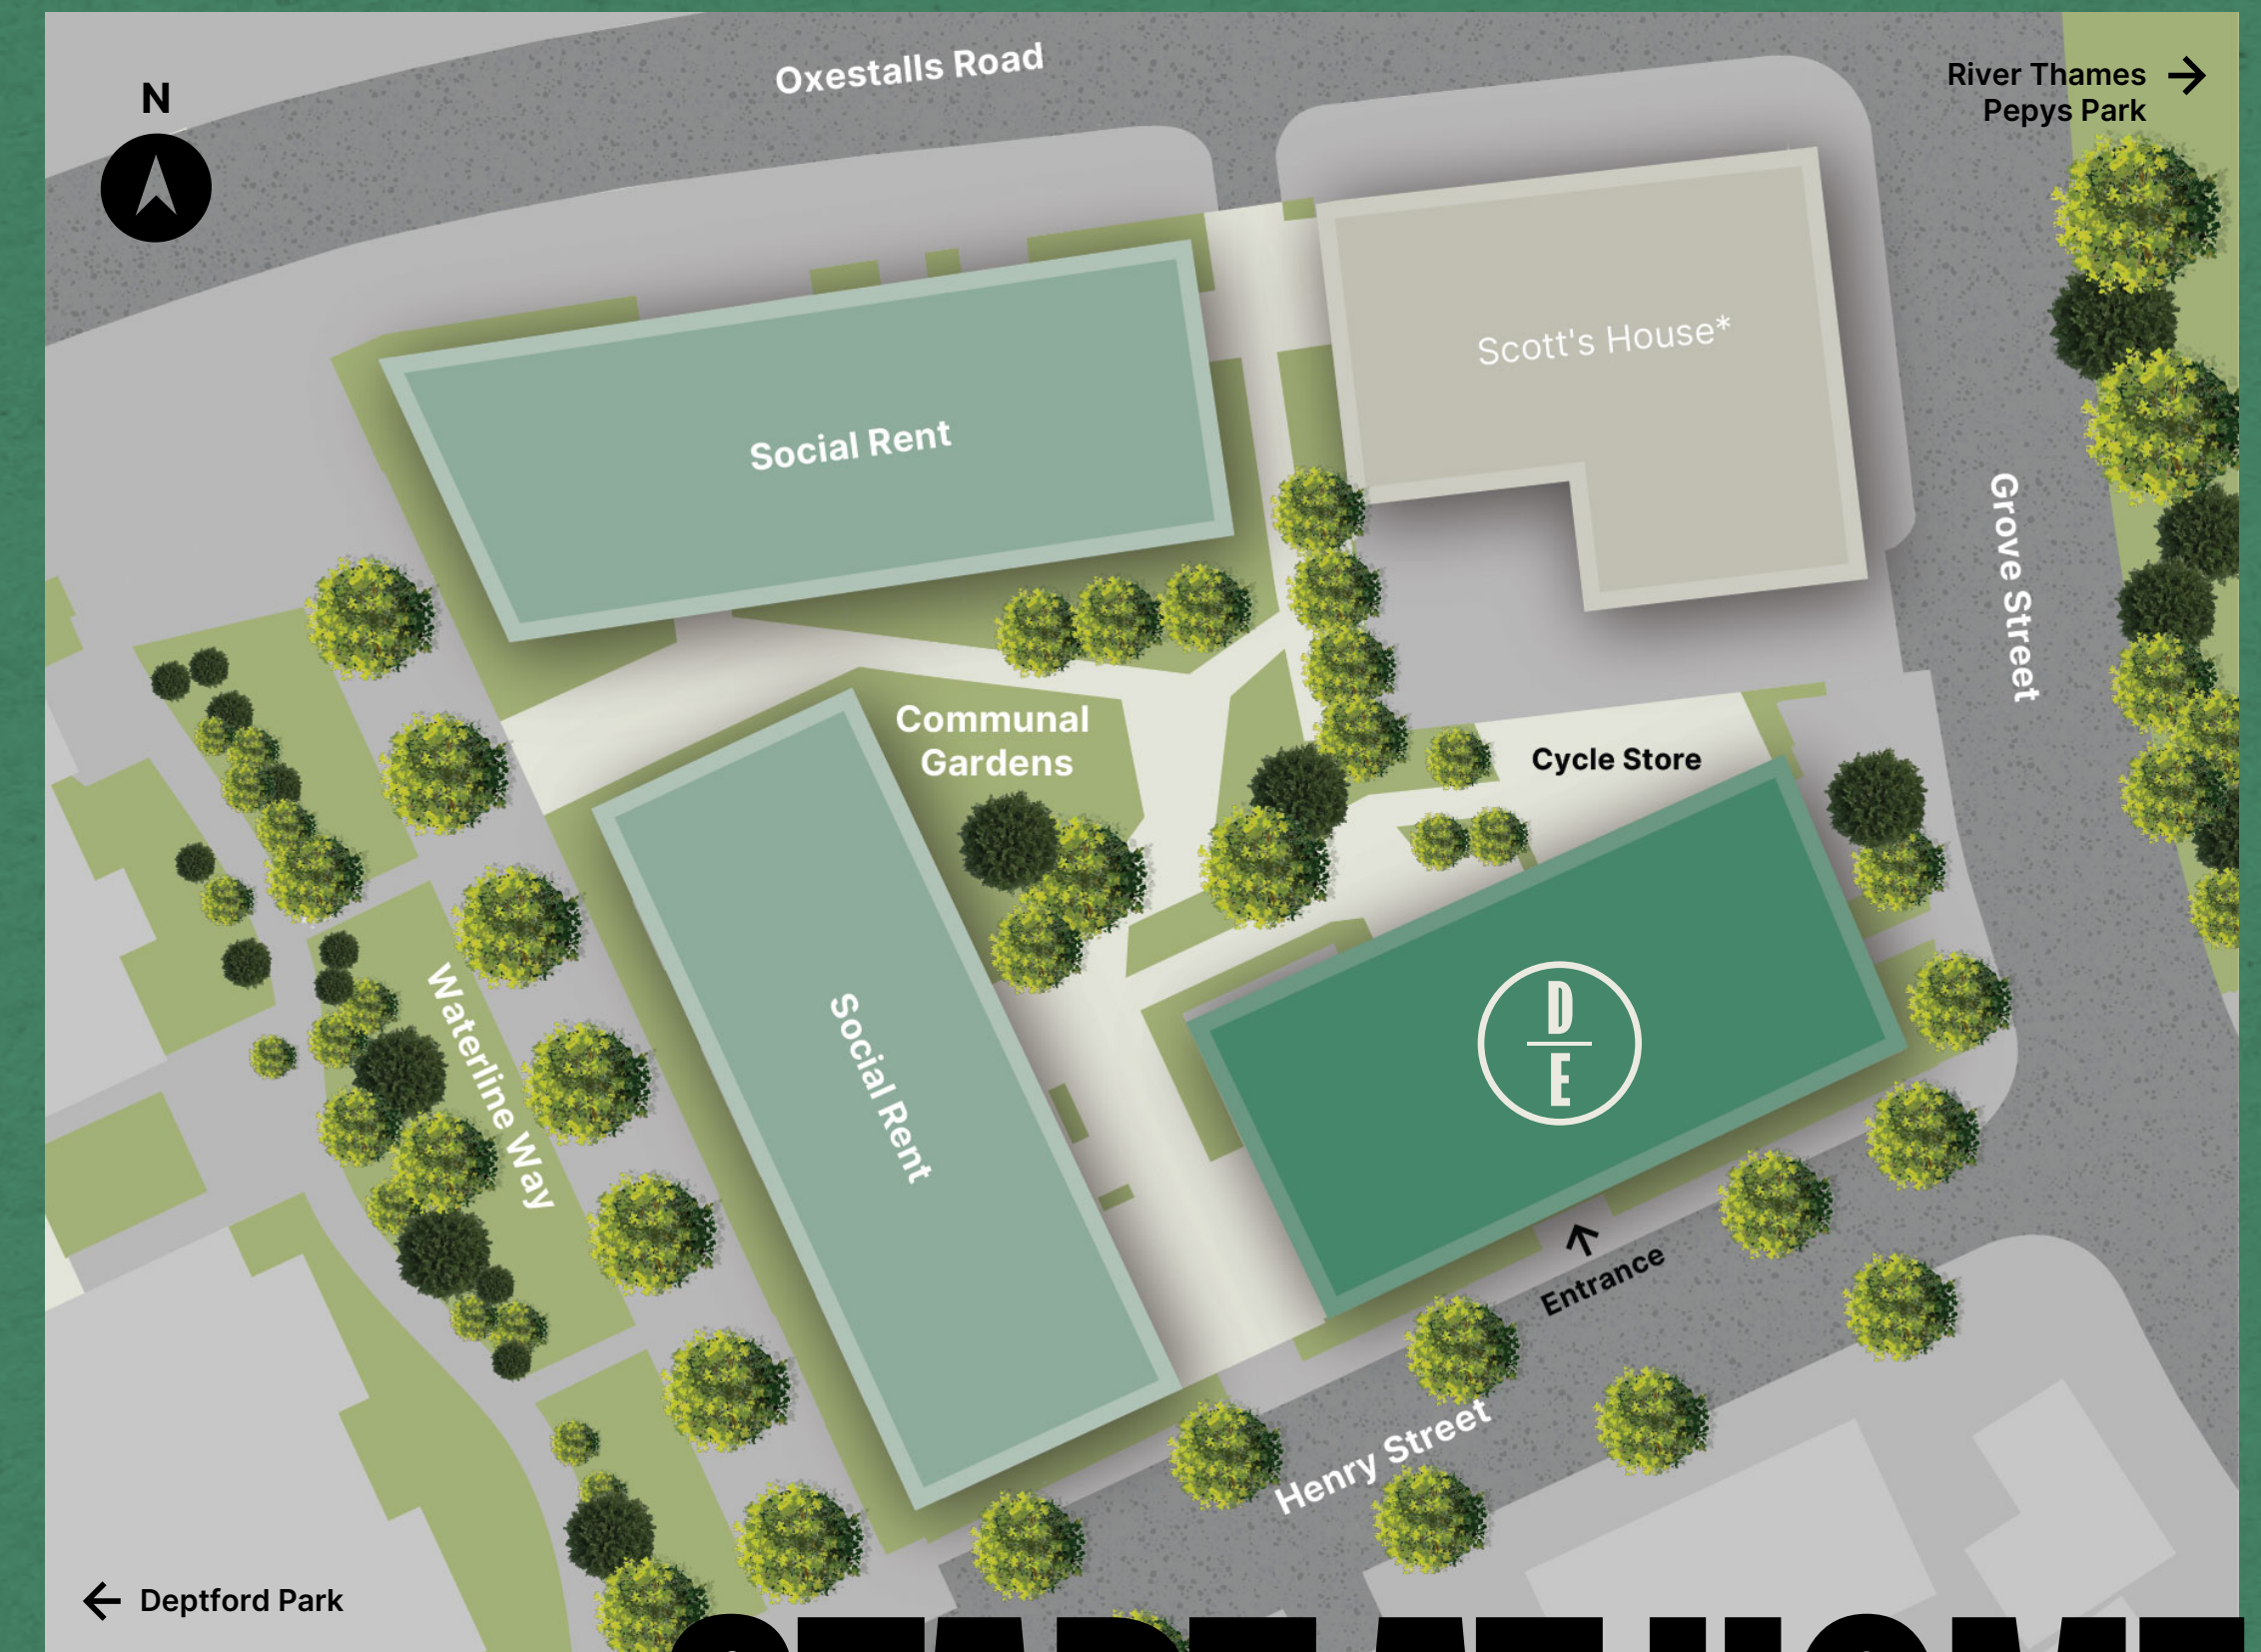 Oxestalls Road
N
River Thames
Pepys Park
Scott's House*
Social Rent
Grove Street
Communal
Gardens
Cycle Store
Waterline Way
Social Rent
D
E
Entrance
Henry Street
Deptford Park